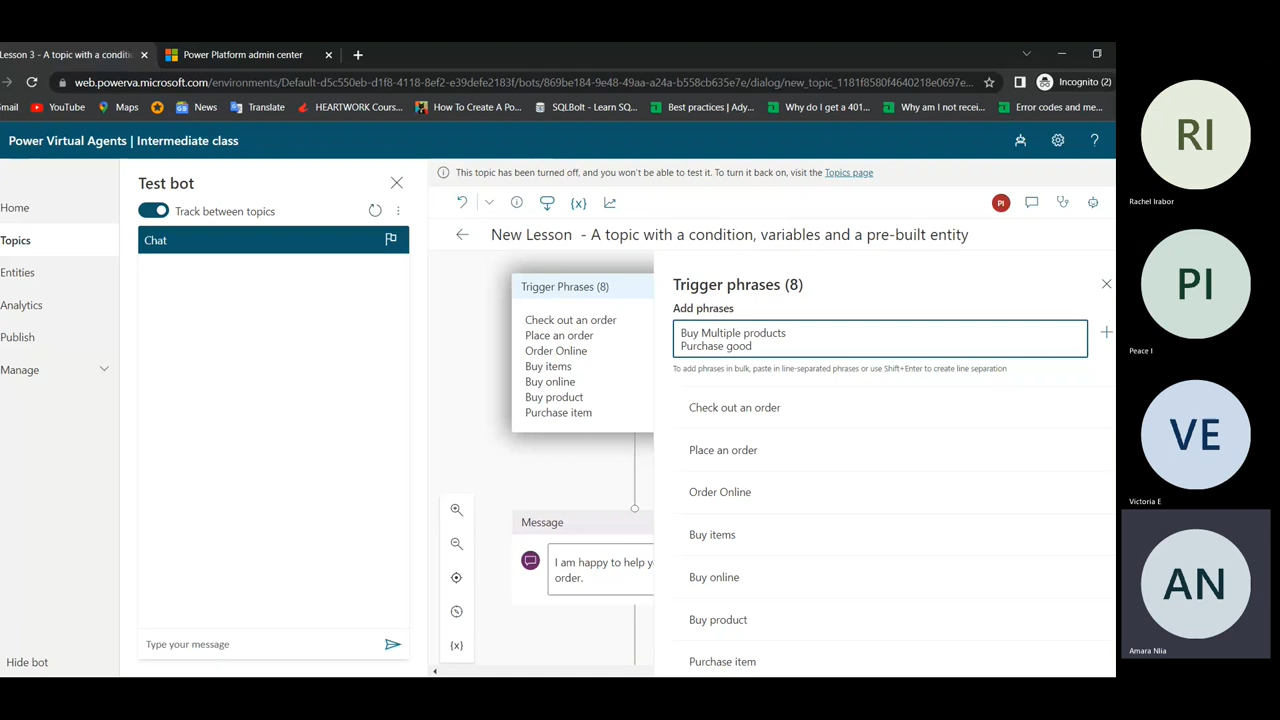 Lesson 3 - A topic with a conditi
Power Platform admin center
web.powerva.microsoft.com/environments/Default-d5c550eb-d1f8-4118-8ef2-e39defe2183f/bots/869be184-9e48-49aa-a24a-b558cb635e7e/dialog/new_topic_1181f8580f4640218e0697e...
Incognito (2)
mail
YouTube
Maps
News
Translate
HEARTWORK Cours...
How To Create A Po...
SQLBolt - Learn SQ...
Best practices | Ady...
Why do I get a 401...
Why am I not recei...
Error codes and me...
Power Virtual Agents | Intermediate class
Home
Topics
Entities
Analytics
Publish
Manage
Hide bot
Test bot
Track between topics
Chat
Type your message
This topic has been turned off, and you won't be able to test it. To turn it back on, visit the Topics page
{x}
PI
New Lesson - A topic with a condition, variables and a pre-built entity
Trigger Phrases (8)
Check out an order
Place an order
Order Online
Buy items
Buy online
Buy product
Purchase item
Message
I am happy to help y
order.
{x}
Trigger phrases (8)
Add phrases
Buy Multiple products
Purchase good
To add phrases in bulk, paste in line-separated phrases or use Shift+Enter to create line separation
Check out an order
Place an order
Order Online
Buy items
Buy online
Buy product
Purchase item
RI
Rachel Irabor
PI
Peace I
VE
Victoria E
AN
Amara Nlia